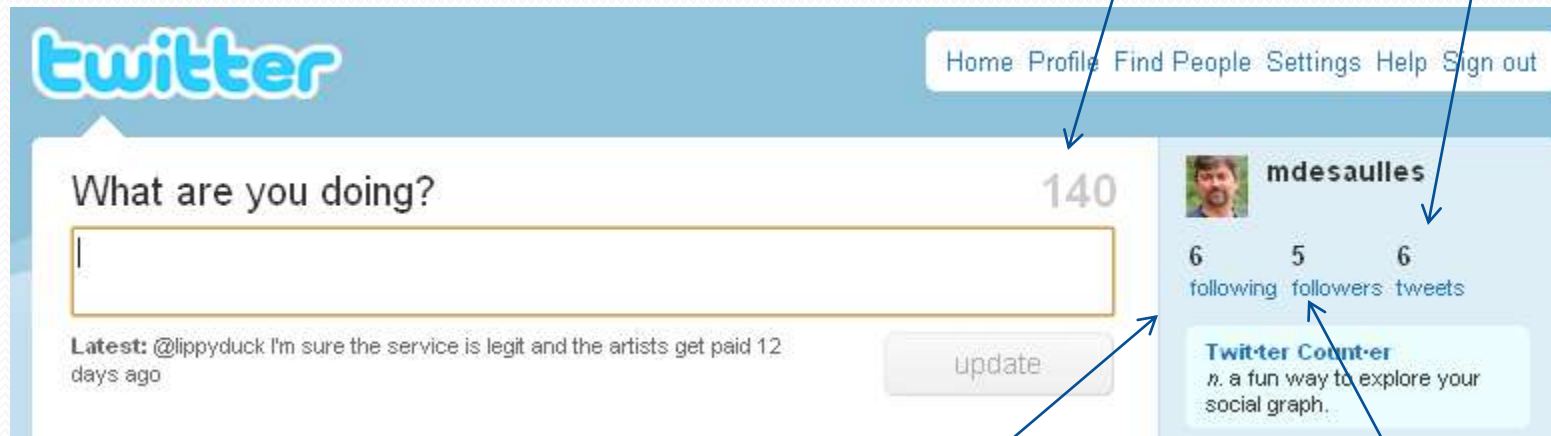 twitter
Home Profile Find People Settings Help Sign out
What are you doing?
140
mdesaulles
6 5 6
following followers tweets
Latest: @lippyduck I'm sure the service is legit and the artists get paid 12
days ago
update
Twit·ter Count·er
n. a fun way to explore your
social graph.